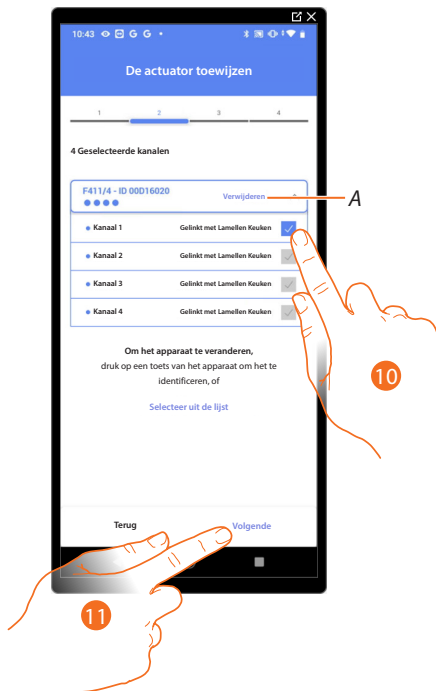 10:43 G G
De actuator toewijzen
1 2 3 4
4 Geselecteerde kanalen
F411/4 - ID 00D16020
Verwijderen
A
Kanaal 1 Gelinkt met Lamellen Keuken
Kanaal 2 Gelinkt met Lamellen Keuken
Kanaal 3 Gelinkt met Lamellen Keuken
Kanaal 4 Gelinkt met Lamellen Keuken
Om het apparaat te veranderen,
druk op een toets van het apparaat om het te
identificeren, of
Selecteer uit de lijst
10
Terug Volgende
11